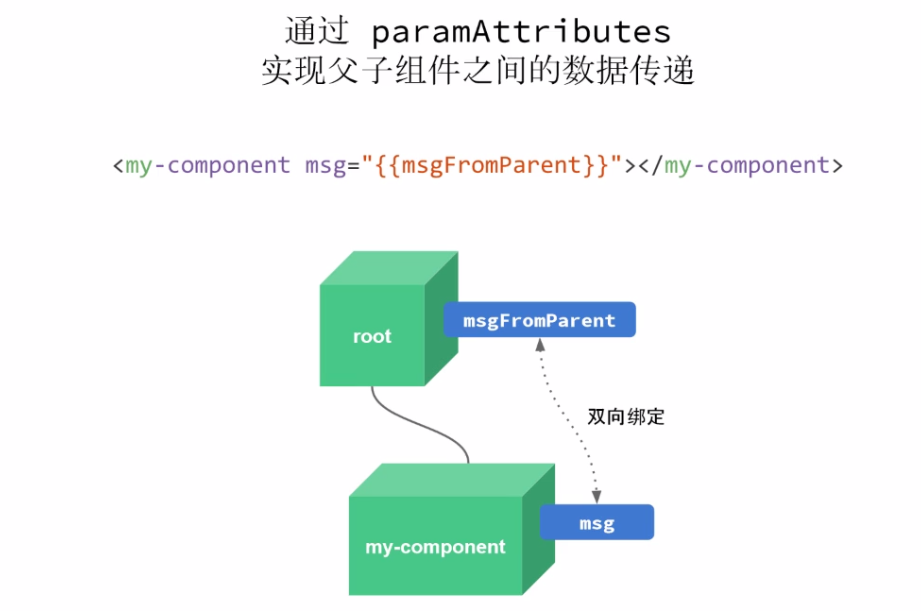 通过 paramAttributes
实现父子组件之间的数据传递
<my-component msg="{{msgFromParent}}"></my-component>
root
msgFromParent
双向绑定
msg
my-component